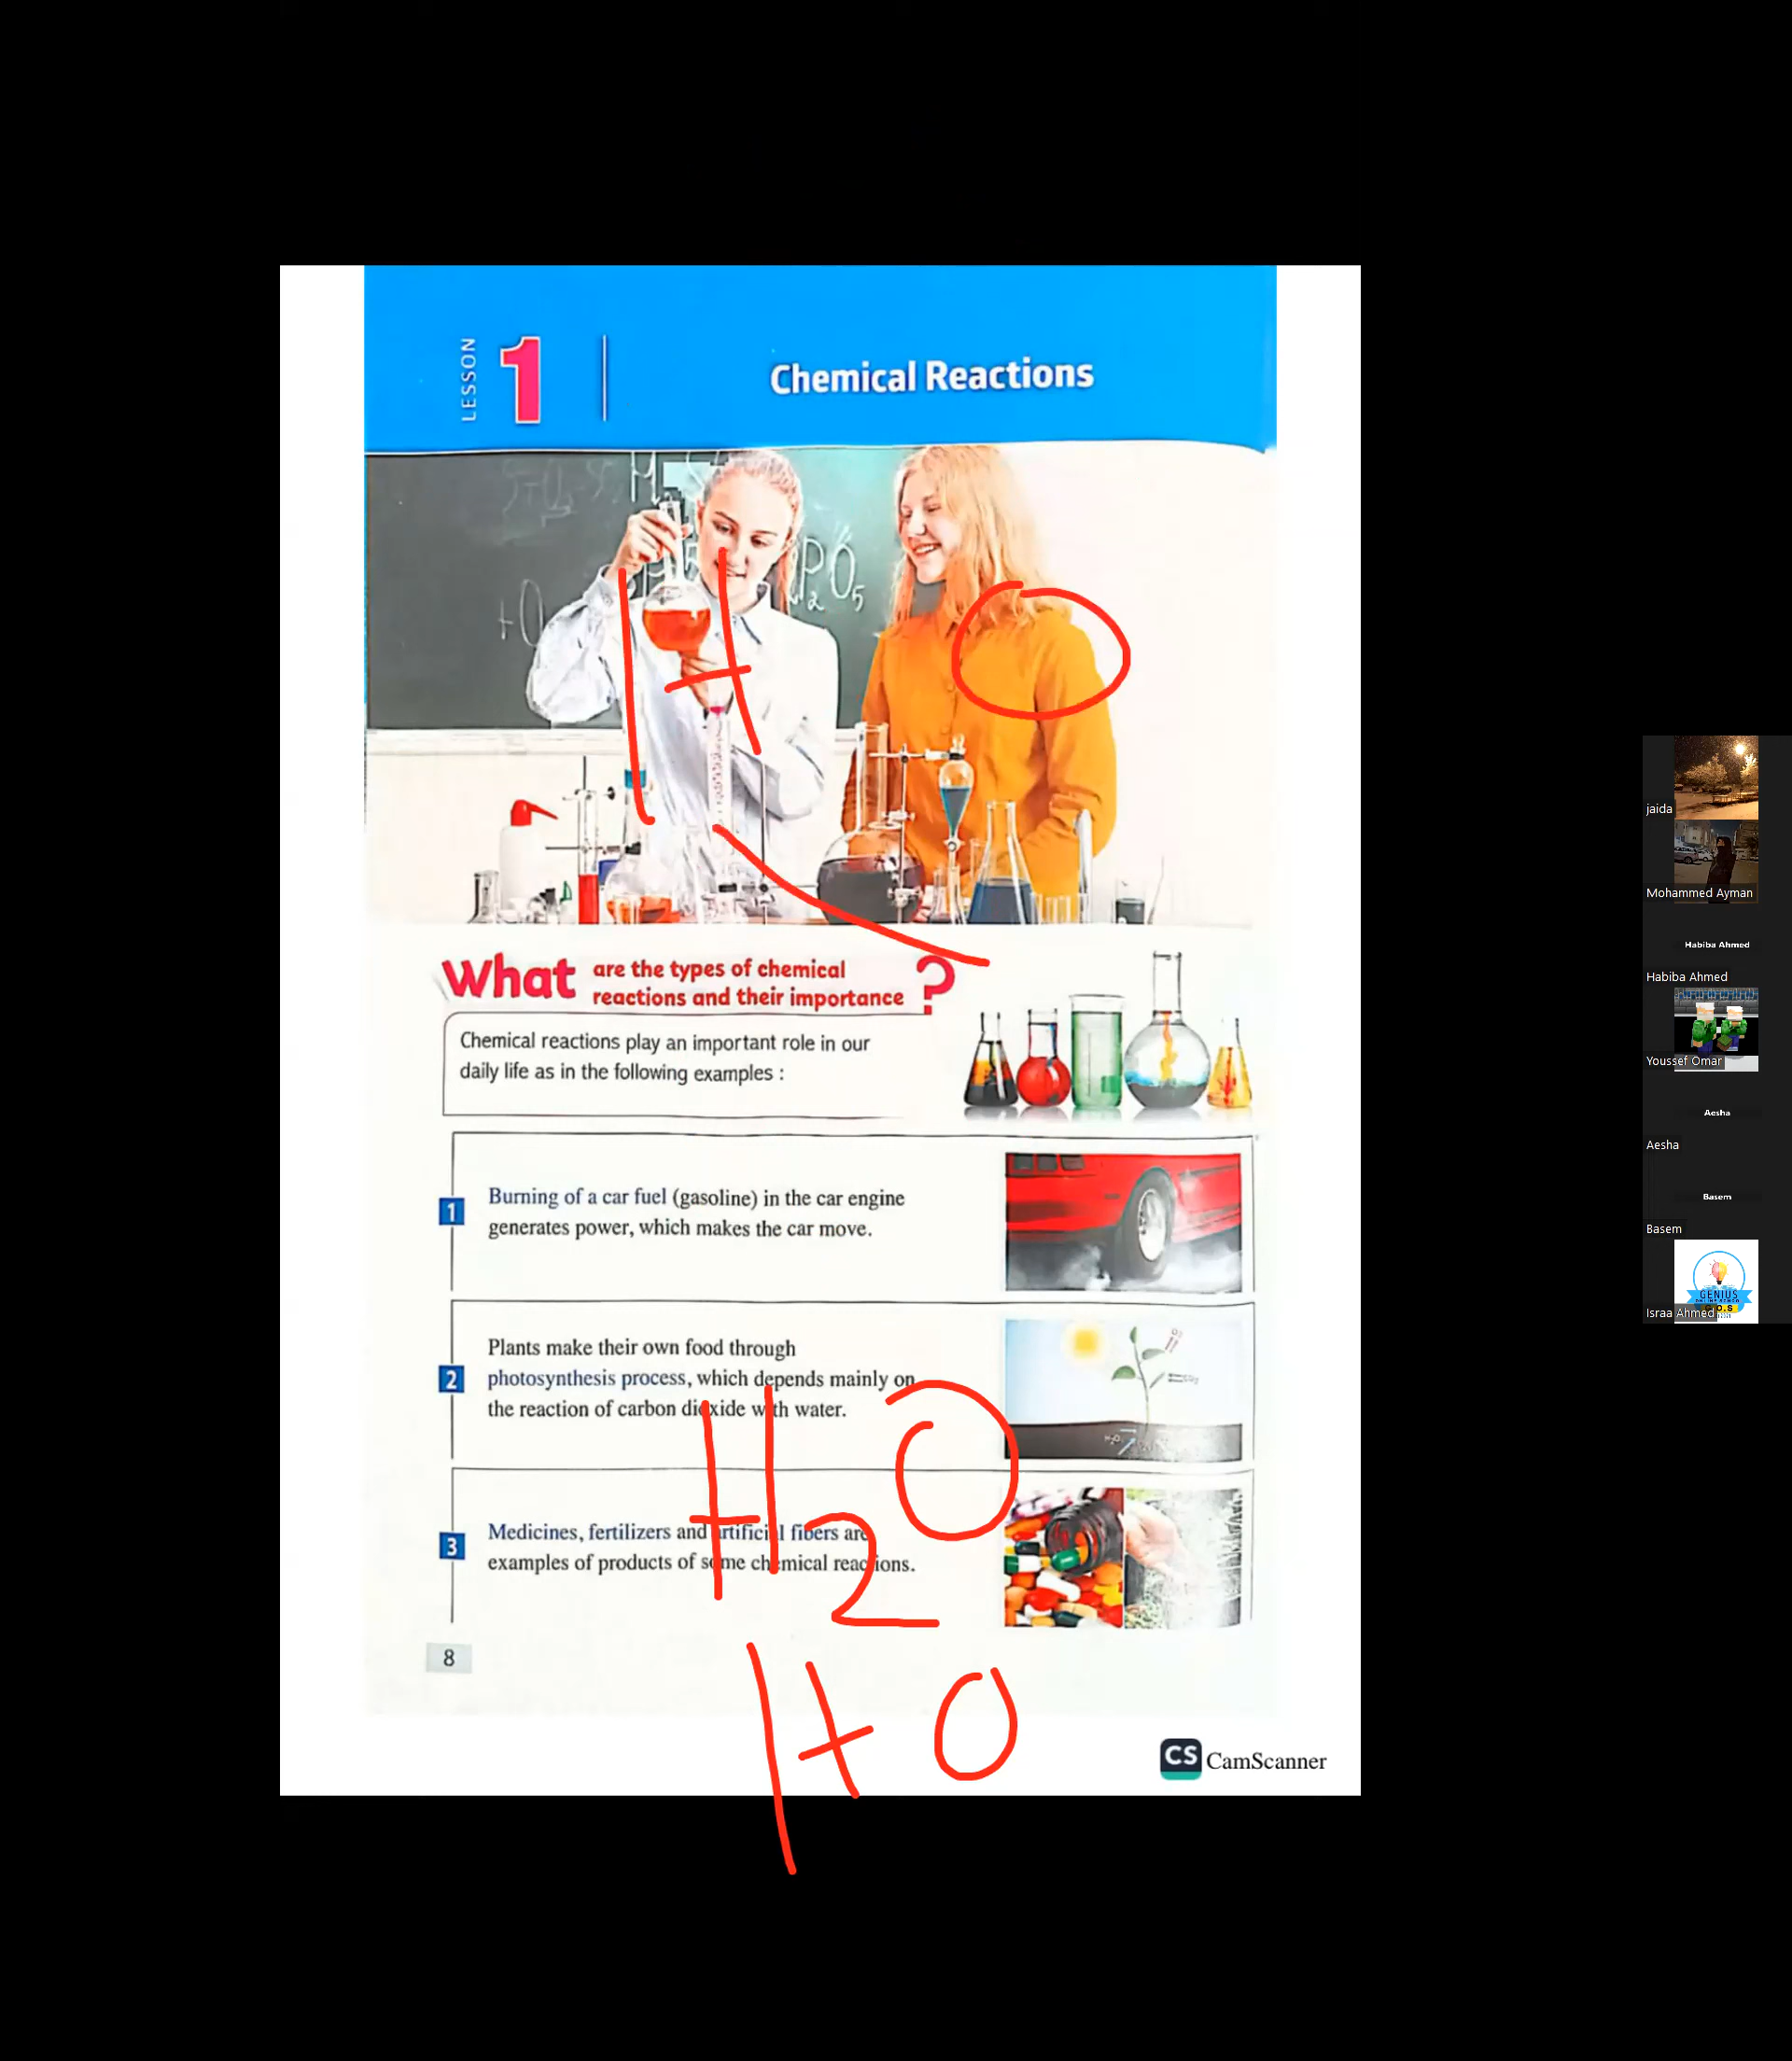 LESSON 1
Chemical Reactions
H
P₂O₅
+O
H O
What are the types of chemical
reactions and their importance ?
Chemical reactions play an important role in our
daily life as in the following examples :
1
Burning of a car fuel (gasoline) in the car engine
generates power, which makes the car move.
2
Plants make their own food through
photosynthesis process, which depends mainly on
the reaction of carbon dioxide with water.
H₂O
3
Medicines, fertilizers and artificial fibers are
examples of products of some chemical reactions.
H₂O
8
H O
CS CamScanner
jaida
Mohammed Ayman
Habiba Ahmed
Habiba Ahmed
Youssef Omar
Aesha
Aesha
Basem
Basem
GENIUS
Israa Ahmed